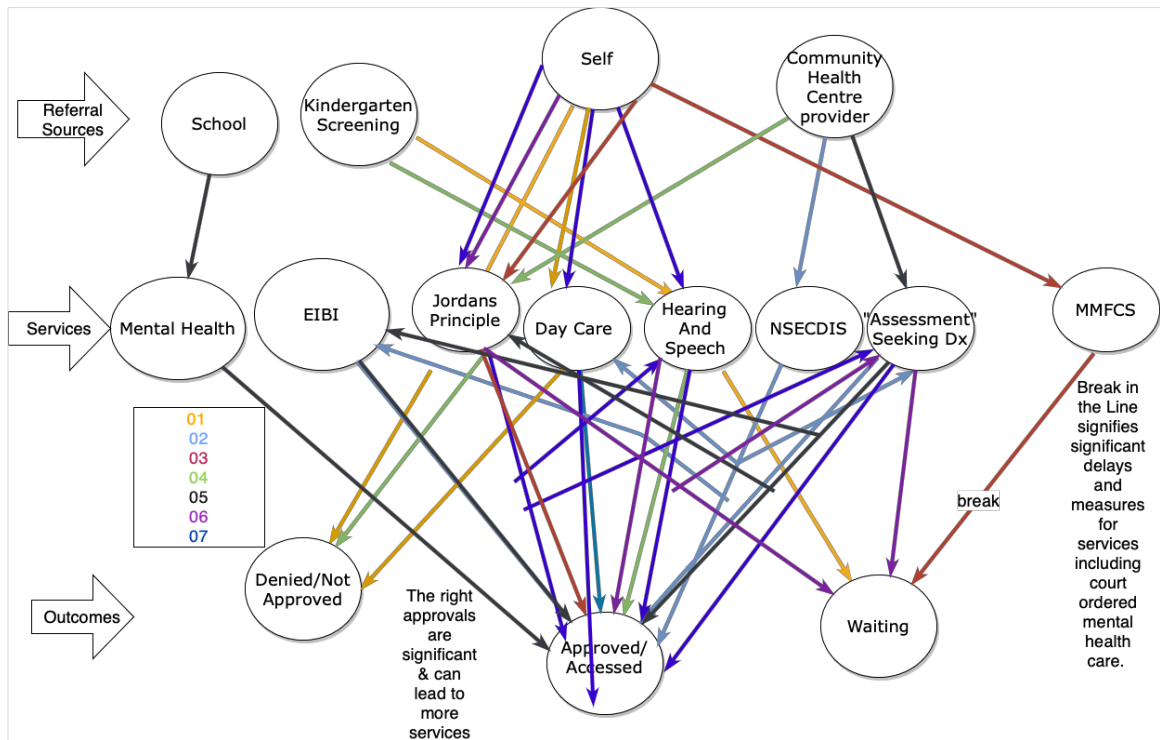 Referral
Sources
School
Kindergarten
Screening
Self
Community
Health
Centre
provider
Services
Mental Health
EIBI
Jordans
Principle
Day Care
Hearing
And
Speech
NSECDIS
"Assessment"
Seeking Dx
MMFCS
01
02
03
04
05
06
07
Break in
the Line
signifies
significant
delays
and
measures
for
services
including
court
ordered
mental
health
care.
break
Outcomes
Denied/Not
Approved
The right
approvals
are
significant
& can
lead to
more
services
Approved/
Accessed
Waiting